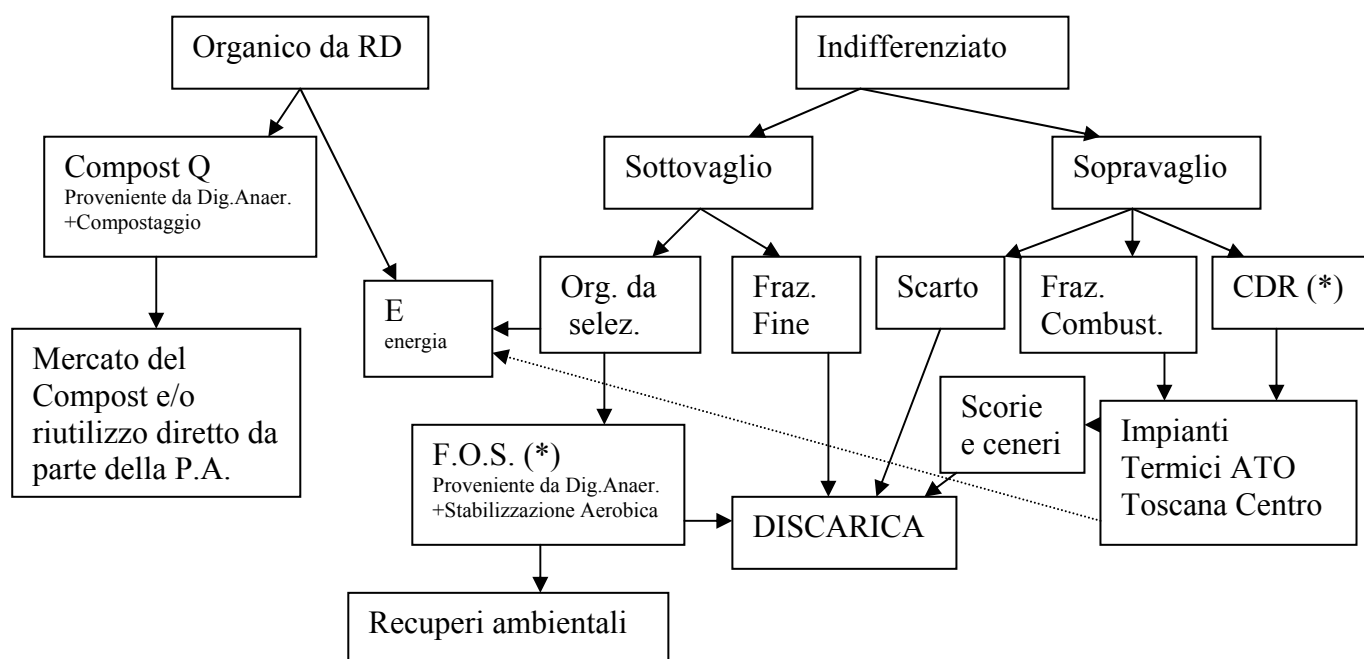 Organico da RD
Indifferenziato
Compost Q
Proveniente da Dig.Anaer.
+Compostaggio
Sottovaglio
Sopravaglio
E
energia
Org. da
selez.
Fraz.
Fine
Scarto
Fraz.
Combust.
CDR (*)
Mercato del
Compost e/o
riutilizzo diretto da
parte della P.A.
F.O.S. (*)
Proveniente da Dig.Anaer.
+Stabilizzazione Aerobica
Scorie
e ceneri
Impianti
Termici ATO
Toscana Centro
DISCARICA
Recuperi ambientali